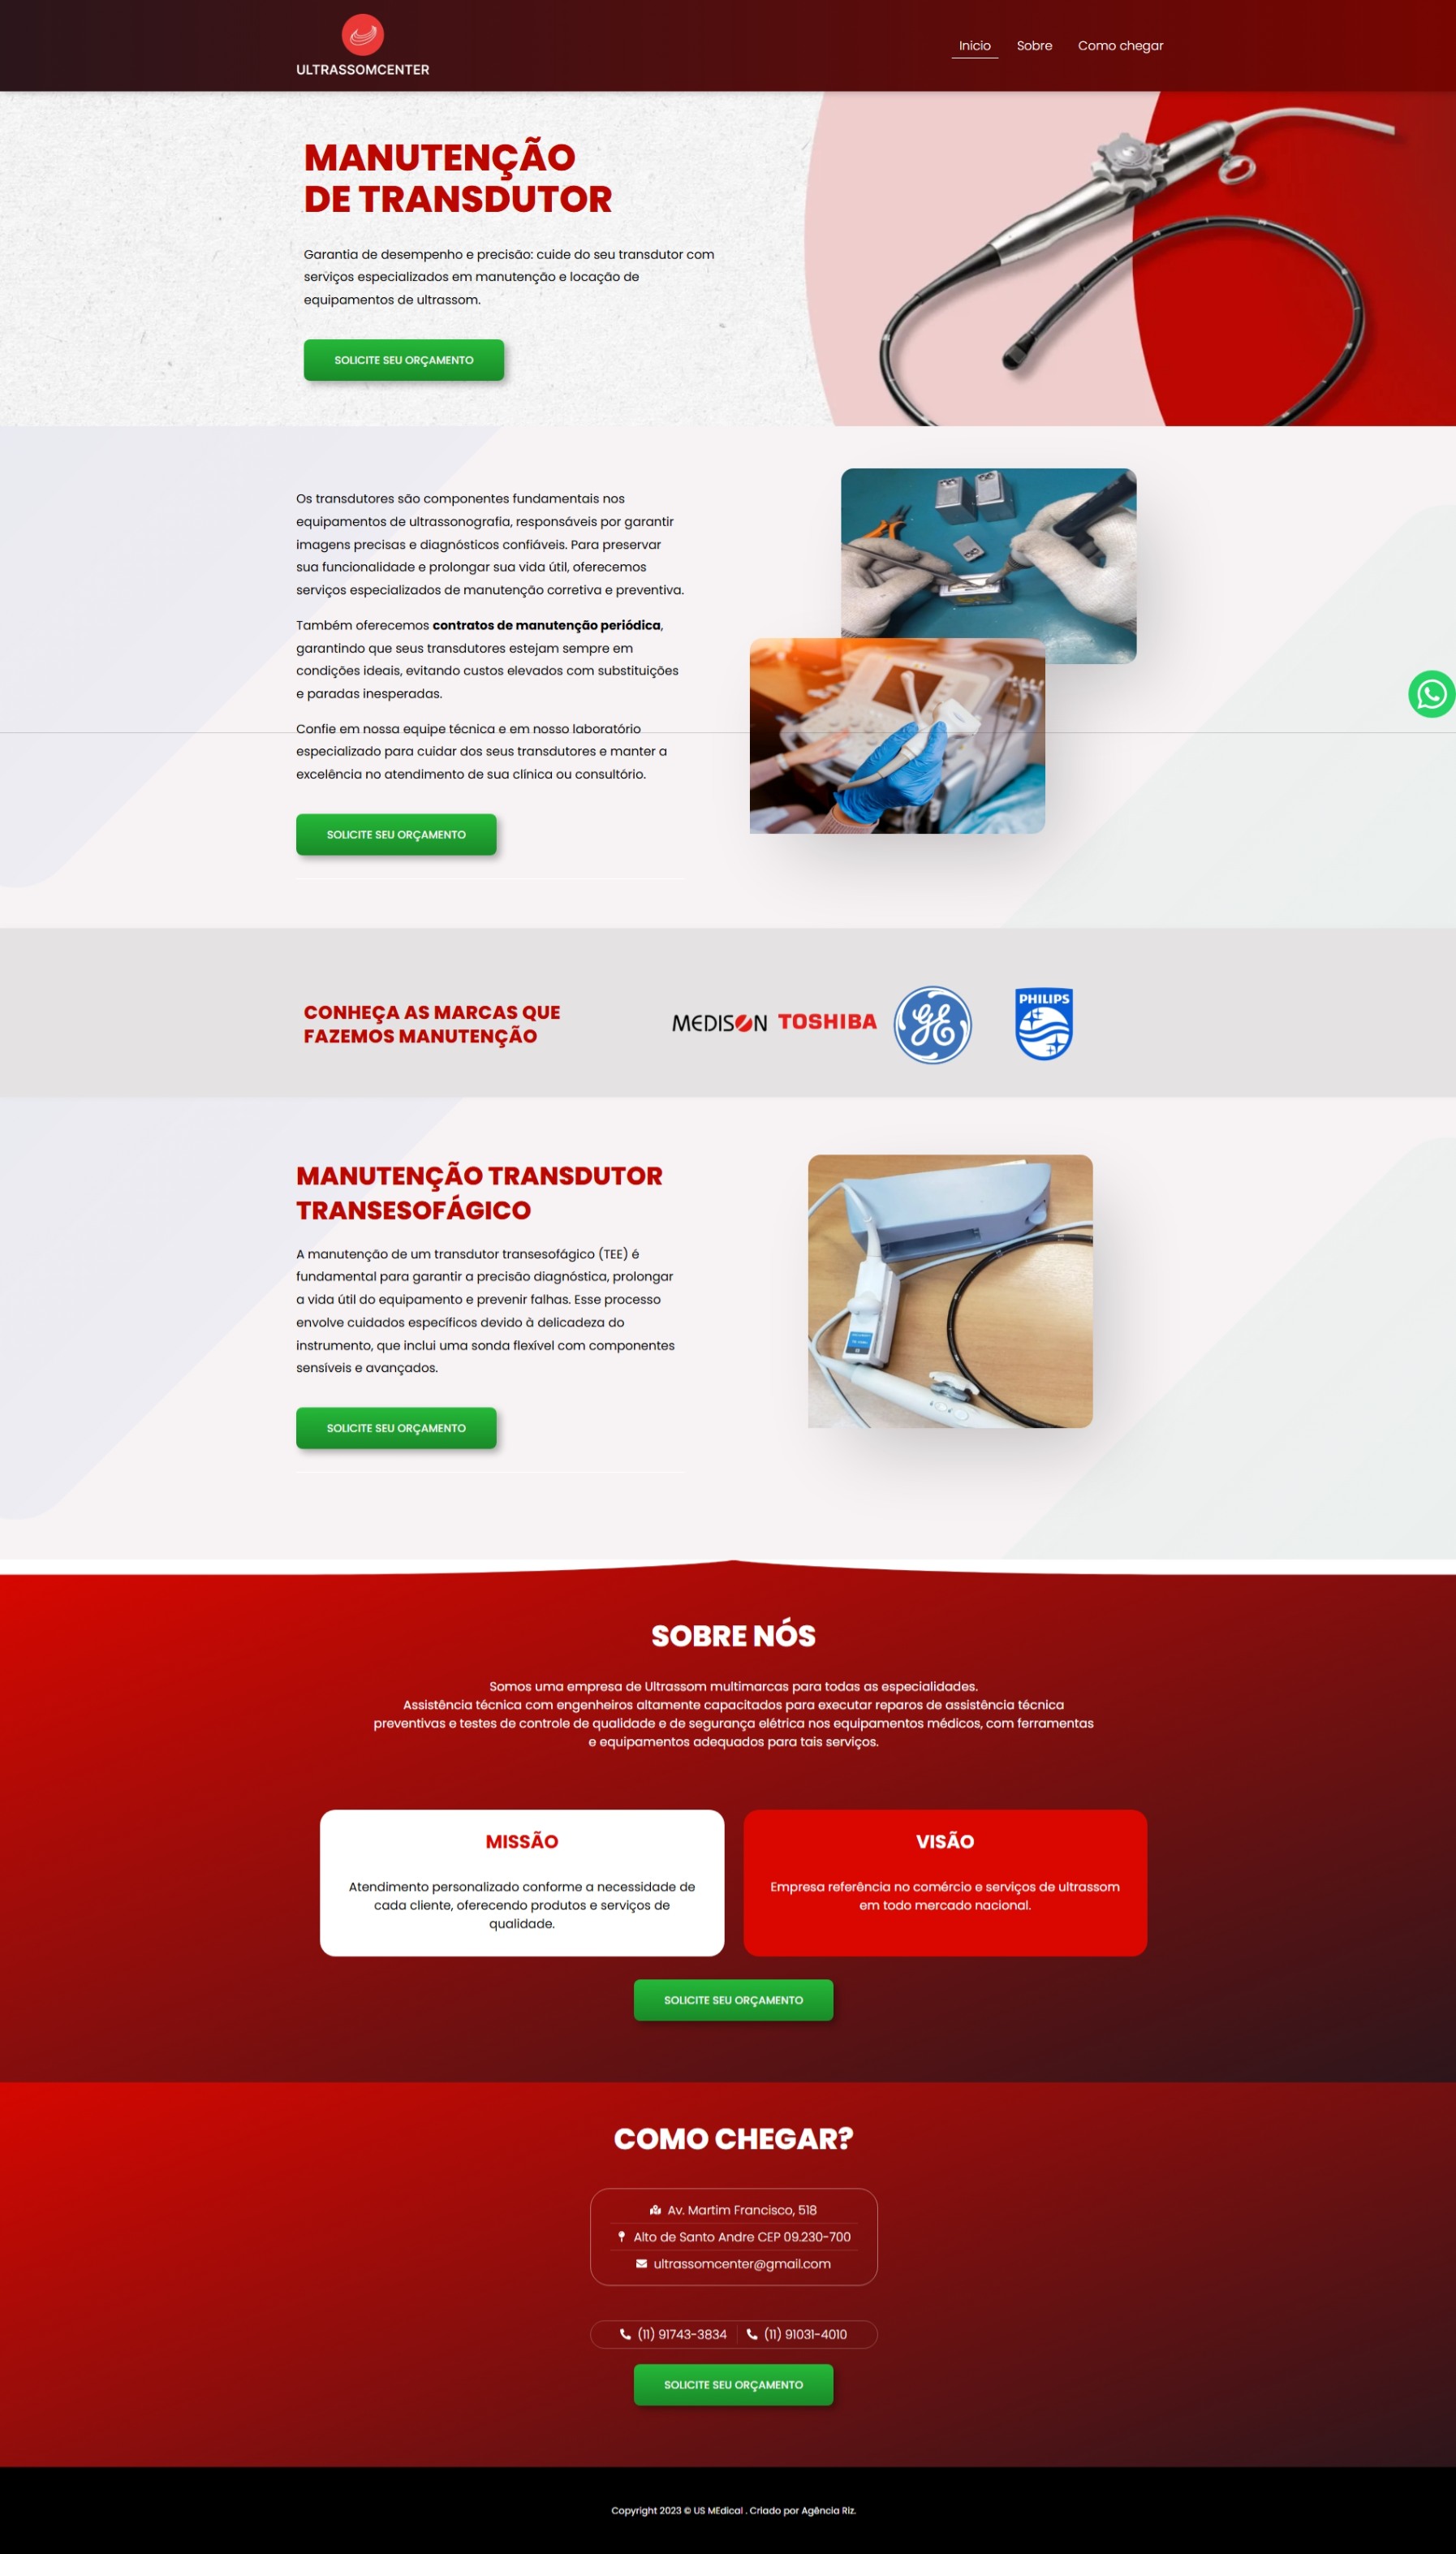 ULTRASSOMCENTER
Inicio
Sobre
Como chegar
MANUTENÇÃO
DE TRANSDUTOR
Garantia de desempenho e precisão: cuide do seu transdutor com
serviços especializados em manutenção e locação de
equipamentos de ultrassom.
SOLICITE SEU ORÇAMENTO
Os transdutores são componentes fundamentais nos
equipamentos de ultrassonografia, responsáveis por garantir
imagens precisas e diagnósticos confiáveis. Para preservar
sua funcionalidade e prolongar sua vida útil, oferecemos
serviços especializados de manutenção corretiva e preventiva.
Também oferecemos contratos de manutenção periódica,
garantindo que seus transdutores estejam sempre em
condições ideais, evitando custos elevados com substituições
e paradas inesperadas.
Confie em nossa equipe técnica e em nosso laboratório
especializado para cuidar dos seus transdutores e manter a
excelência no atendimento de sua clínica ou consultório.
SOLICITE SEU ORÇAMENTO
CONHEÇA AS MARCAS QUE
FAZEMOS MANUTENÇÃO
MEDISON
TOSHIBA
GE
PHILIPS
MANUTENÇÃO TRANSDUTOR
TRANSESOFÁGICO
A manutenção de um transdutor transesofágico (TEE) é
fundamental para garantir a precisão diagnóstica, prolongar
a vida útil do equipamento e prevenir falhas. Esse processo
envolve cuidados específicos devido à delicadeza do
instrumento, que inclui uma sonda flexível com componentes
sensíveis e avançados.
SOLICITE SEU ORÇAMENTO
SOBRE NÓS
Somos uma empresa de Ultrassom multimarcas para todas as especialidades.
Assistência técnica com engenheiros altamente capacitados para executar reparos de assistência técnica
preventivas e testes de controle de qualidade e de segurança elétrica nos equipamentos médicos, com ferramentas
e equipamentos adequados para tais serviços.
MISSÃO
Atendimento personalizado conforme a necessidade de
cada cliente, oferecendo produtos e serviços de
qualidade.
VISÃO
Empresa referência no comércio e serviços de ultrassom
em todo mercado nacional.
SOLICITE SEU ORÇAMENTO
COMO CHEGAR?
Av. Martim Francisco, 518
Alto de Santo Andre CEP 09.230-700
ultrassomcenter@gmail.com
(11) 91743-3834
(11) 91031-4010
SOLICITE SEU ORÇAMENTO
Copyright 2023 © US MEdical . Criado por Agência Riz.